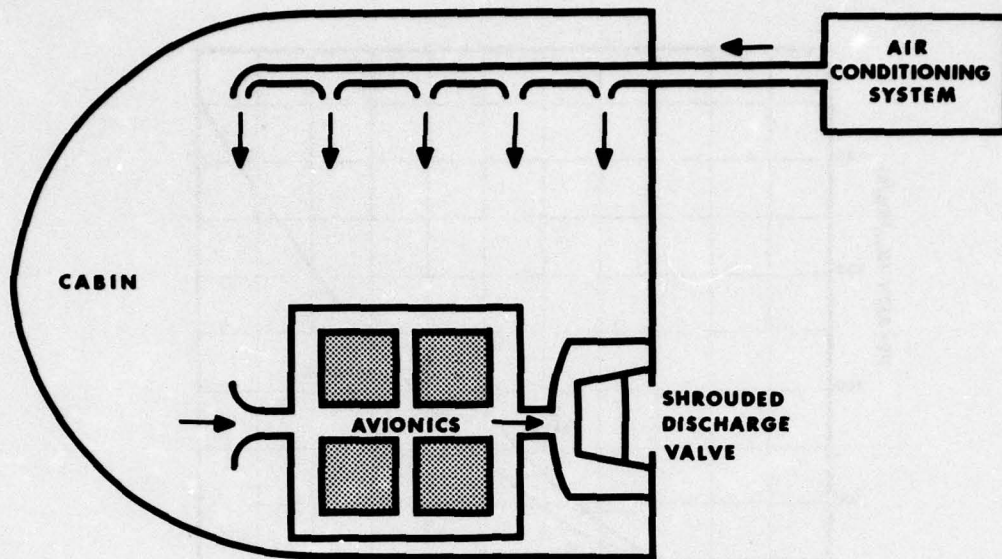 AIR
CONDITIONING
SYSTEM
CABIN
AVIONICS
SHROUDED
DISCHARGE
VALVE